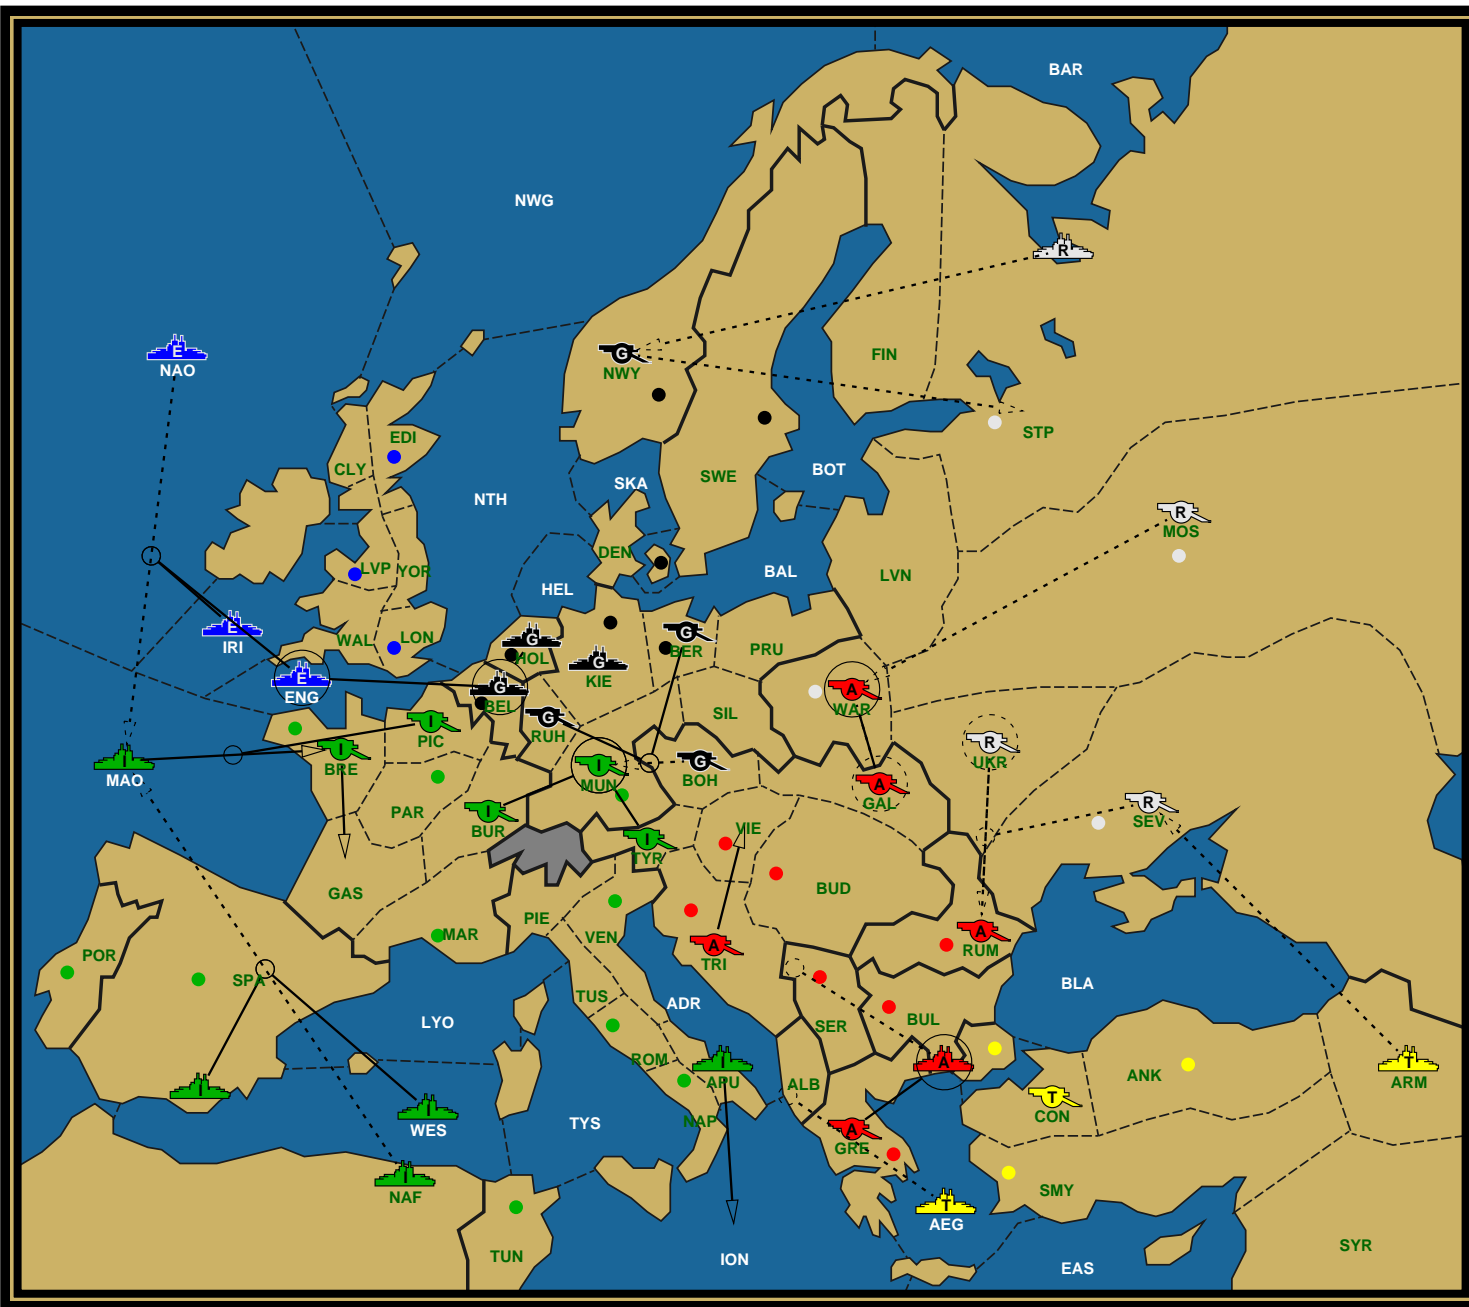 BAR
NWG
R
E
NAO
G
NWY
FIN
EDI
STP
CLY
SKA
BOT
SWE
NTH
R
MOS
DEN
LVP
YOR
BAL
LVN
HEL
E
IRI
WAL
LON
G
HOL
G
BER
PRU
G
KIE
E
ENG
G
BEL
A
WAR
SIL
I
PIC
G
RUH
R
UKR
I
MAO
I
BRE
I
MUN
G
BOH
A
GAL
PAR
I
BUR
R
SEV
VIE
I
TYR
GAS
BUD
PIE
MAR
VEN
A
TRI
A
RUM
POR
SPA
BLA
TUS
ADR
LYO
SER
BUL
ROM
I
APU
A
ALB
ANK
T
ARM
I
I
WES
TYS
NAP
T
CON
A
GRE
I
NAF
SMY
T
AEG
TUN
ION
EAS
SYR